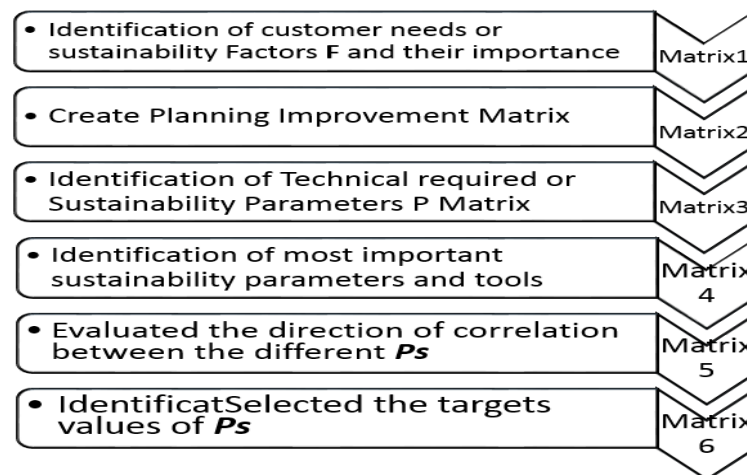 • Identification of customer needs or
sustainability Factors F and their importance
Matrix1
• Create Planning Improvement Matrix
Matrix2
• Identification of Technical required or
Sustainability Parameters P Matrix
Matrix3
• Identification of most important
sustainability parameters and tools
Matrix
4
• Evaluated the direction of correlation
between the different Ps
Matrix
5
• IdentificatSelected the targets
values of Ps
Matrix
6